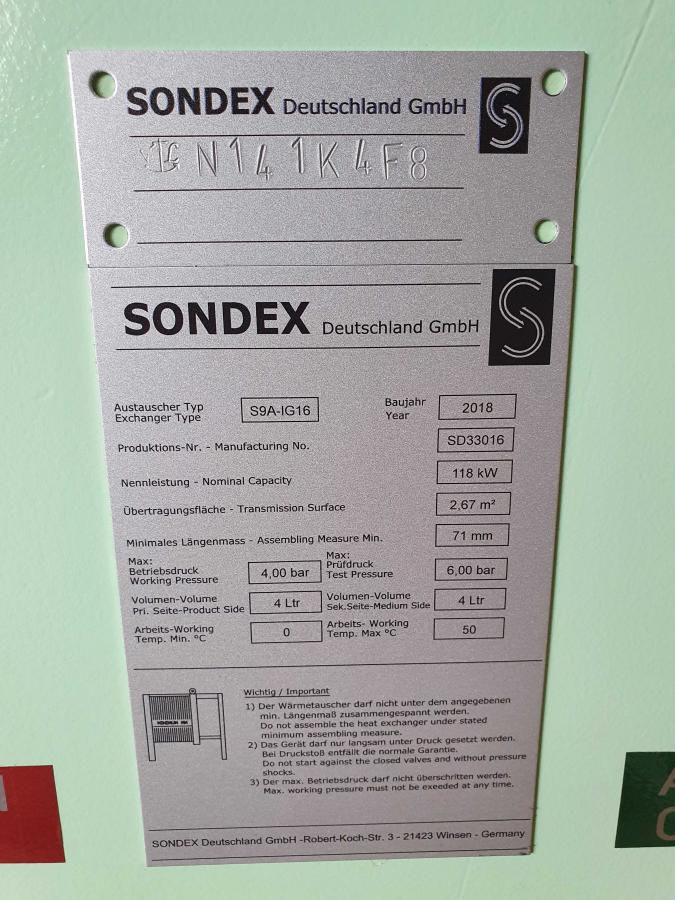 SONDEX Deutschland GmbH
N141K4F8
SONDEX Deutschland GmbH
Austauscher Typ
Exchanger Type
S9A-IG16
Baujahr
Year
2018
Produktions-Nr. - Manufacturing No.
SD33016
Nennleistung - Nominal Capacity
118 kW
Übertragungsfläche - Transmission Surface
2,67 m²
Minimales Längenmass - Assembling Measure Min.
71 mm
Max:
Betriebsdruck
Working Pressure
4,00 bar
Max:
Prüfdruck
Test Pressure
6,00 bar
Volumen-Volume
Pri. Seite-Product Side
4 Ltr
Volumen-Volume
Sek.Seite-Medium Side
4 Ltr
Arbeits-Working
Temp. Min. °C
0
Arbeits- Working
Temp. Max °C
50
Wichtig / Important
1) Der Wärmetauscher darf nicht unter dem angegebenen
min. Längenmaß zusammengespannt werden.
Do not assemble the heat exchanger under stated
minimum assembling measure.
2) Das Gerät darf nur langsam unter Druck gesetzt werden.
Bei Druckstoß entfällt die normale Garantie.
Do not start against the closed valves and without pressure
shocks.
3) Der max. Betriebsdruck darf nicht überschritten werden.
Max. working pressure must not be exeeded at any time.
SONDEX Deutschland GmbH -Robert-Koch-Str. 3 - 21423 Winsen - Germany